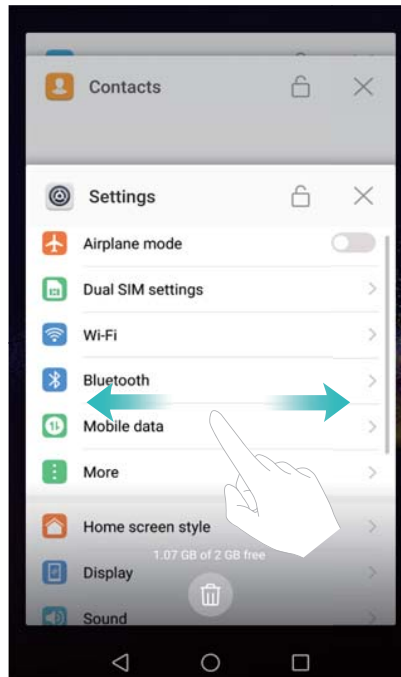 Contacts
Settings
Airplane mode
Dual SIM settings
Wi-Fi
Bluetooth
Mobile data
More
Home screen style
1.07 GB of 2 GB free
Display
Sound